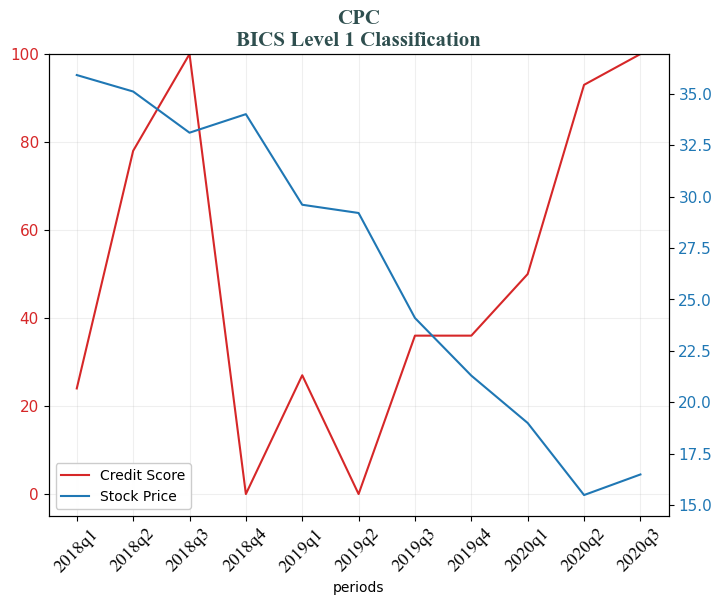 CPC
BICS Level 1 Classification
100
80
60
40
20
0
35.0
32.5
30.0
27.5
25.0
22.5
20.0
17.5
15.0
Credit Score
Stock Price
2018q1
2018q2
2018q3
2018q4
2019q1
2019q2
2019q3
2019q4
2020q1
2020q2
2020q3
periods